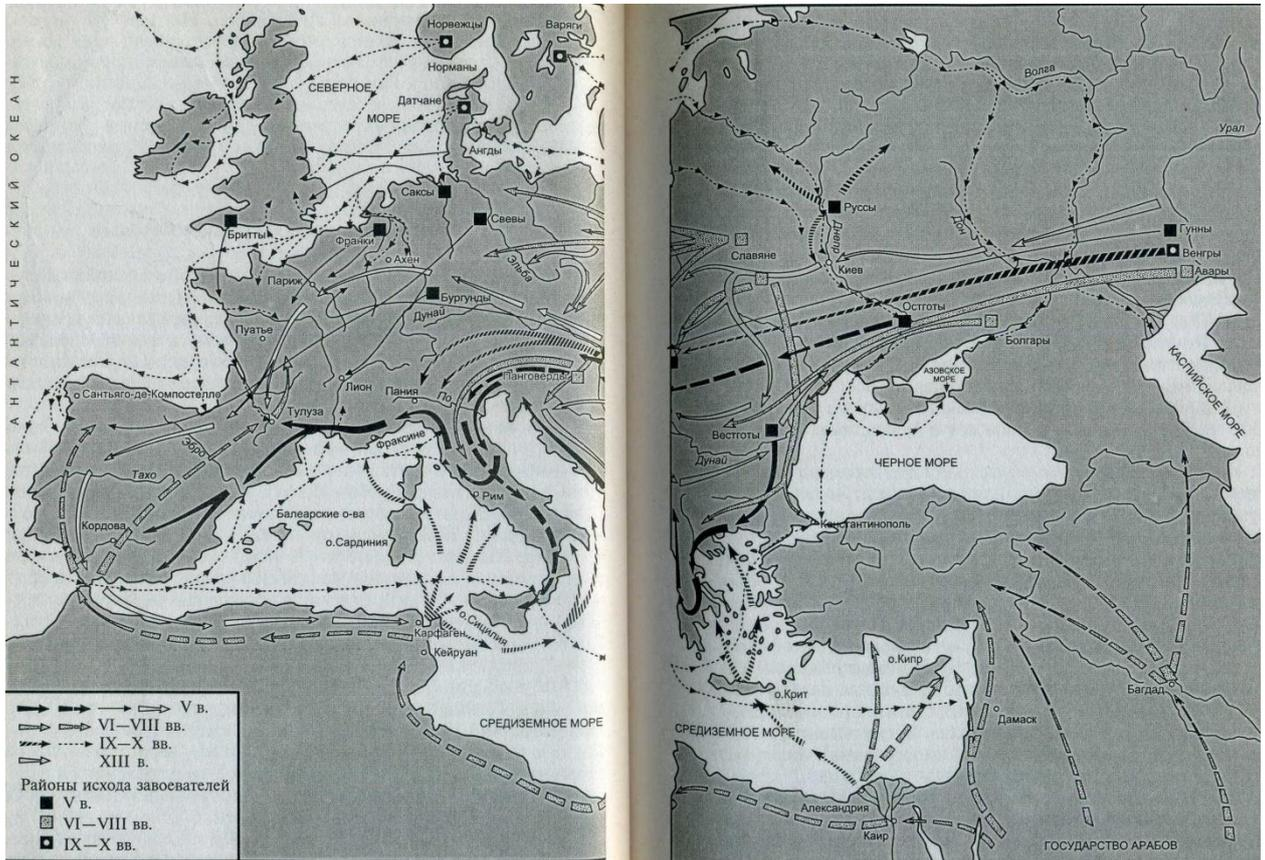 АНТАНТИЧЕСКИЙ ОКЕАН
Норвежцы
Норманы
Варяги
СЕВЕРНОЕ
МОРЕ
Датчане
Ангды
Саксы
Свевы
Бритты
Франки
Ахен
Эльба
Париж
Бургунды
Дунай
Пуатье
Лион
Пания
По
Панговерды
Сантьяго-де-Компостелло
Тулуза
Фраксине
Эбро
Тахо
Рим
Балеарские о-ва
Кордова
о.Сардиния
о.Сицилия
Карфаген
Кейруан
СРЕДИЗЕМНОЕ МОРЕ
V в.
VI–VIII вв.
IX–X вв.
XIII в.
Районы исхода завоевателей
V в.
VI–VIII вв.
IX–X вв.
Волга
Урал
Руссы
Дон
Днепр
Гунны
Славяне
Киев
Венгры
Авары
Остготы
Болгары
АЗОВСКОЕ
МОРЕ
КАСПИЙСКОЕ МОРЕ
Вестготы
Дунай
ЧЕРНОЕ МОРЕ
Константинополь
о.Кипр
о.Крит
Багдад
Дамаск
СРЕДИЗЕМНОЕ МОРЕ
Александрия
Каир
ГОСУДАРСТВО АРАБОВ